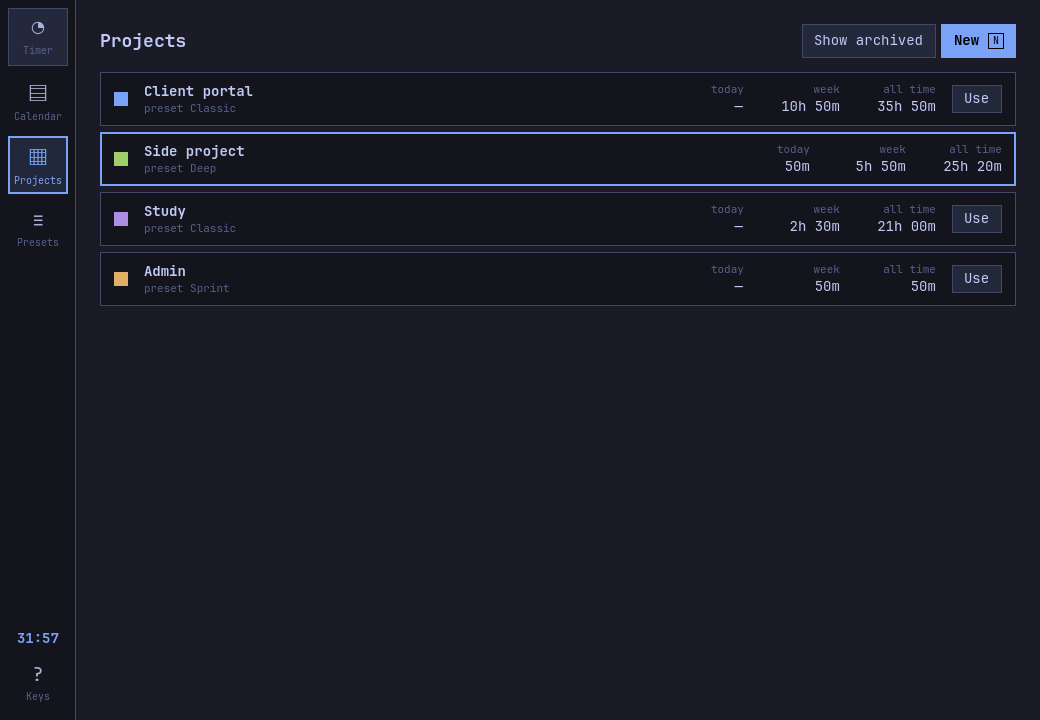 Timer
Calendar
Projects
Presets
31:57
?
Keys
Projects
Show archived
New N
Client portal
preset Classic
today week all time
— 10h 50m 35h 50m
Use
Side project
preset Deep
today week all time
50m 5h 50m 25h 20m
Study
preset Classic
today week all time
— 2h 30m 21h 00m
Use
Admin
preset Sprint
today week all time
— 50m 50m
Use